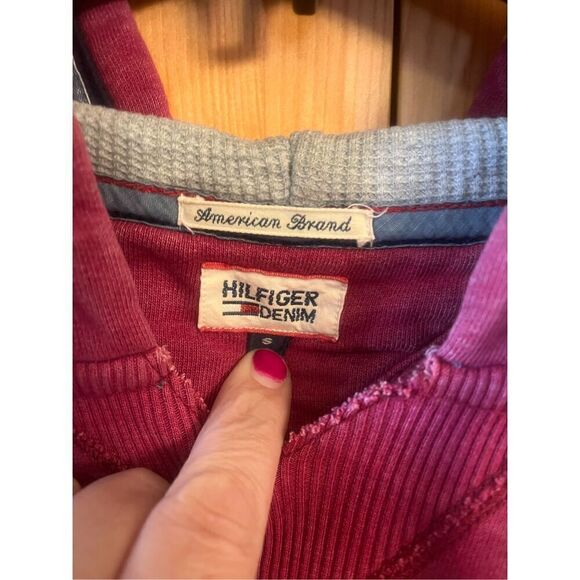 American Brand
HILFIGER
DENIM
S